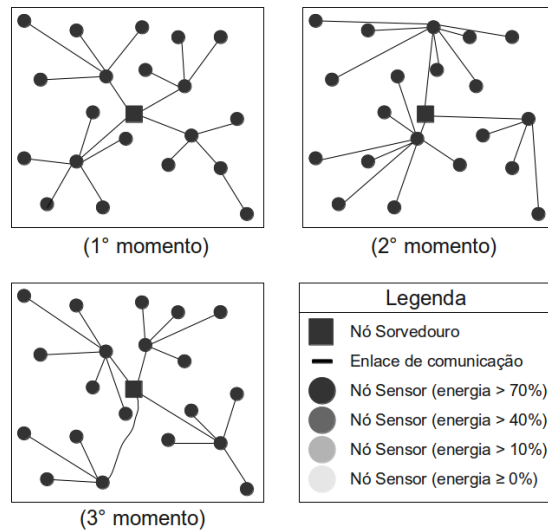 (1° momento)
(2° momento)
(3° momento)
Legenda
Nó Sorvedouro
Enlace de comunicação
Nó Sensor (energia > 70%)
Nó Sensor (energia > 40%)
Nó Sensor (energia > 10%)
Nó Sensor (energia ≥ 0%)